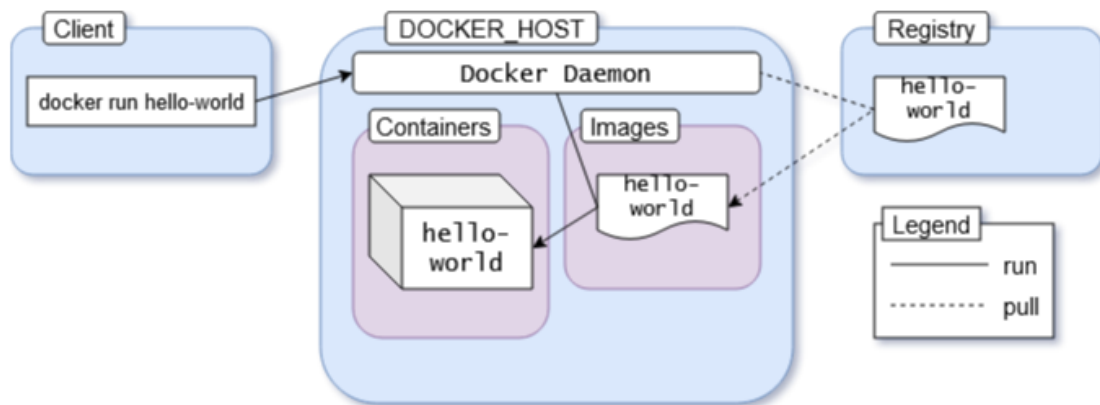 Client
docker run hello-world
DOCKER_HOST
Docker Daemon
Containers
hello-
world
Images
hello-
world
Registry
hello-
world
Legend
run
pull